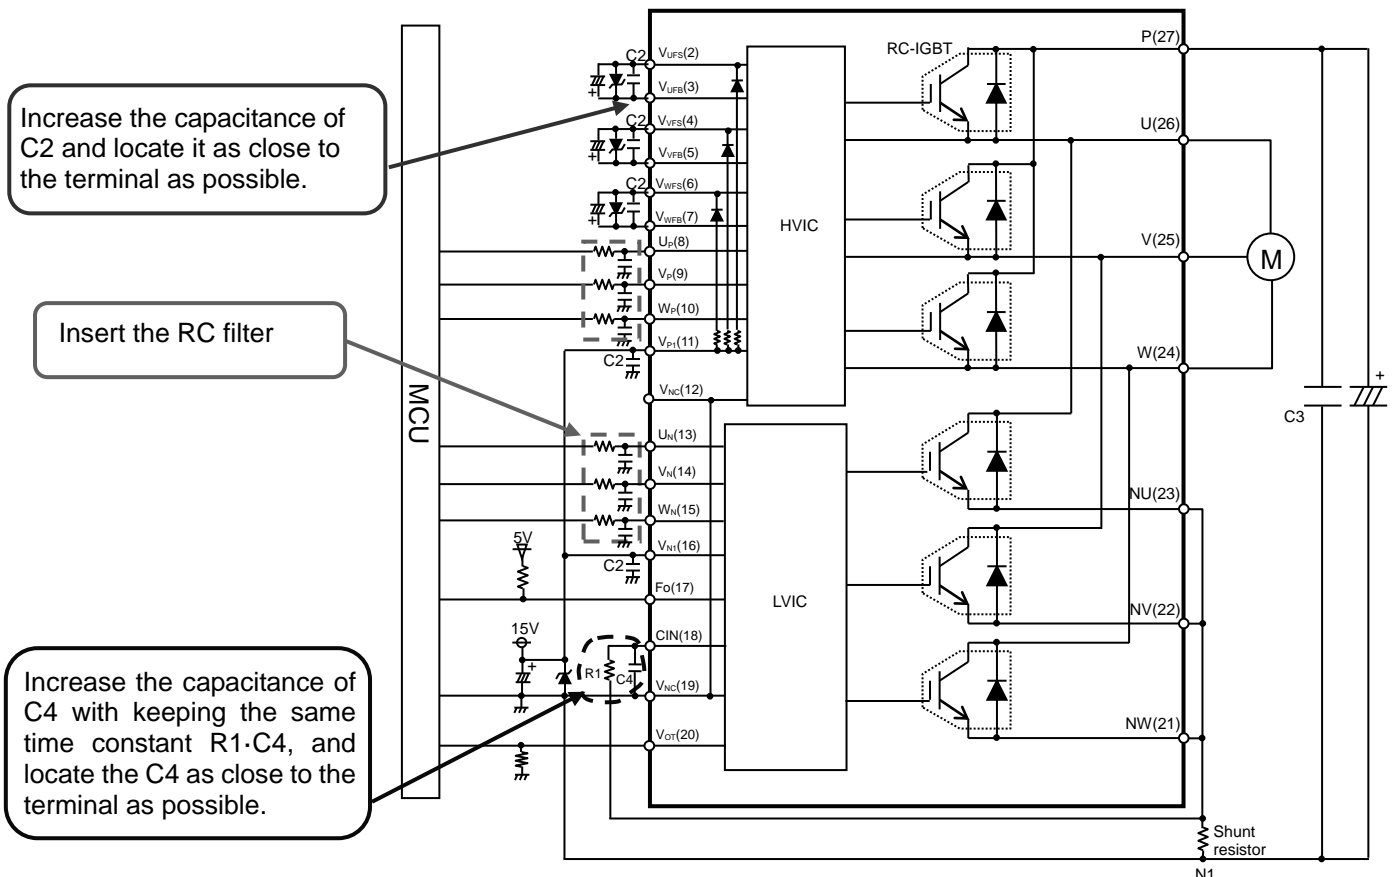 Increase the capacitance of
C2 and locate it as close to
the terminal as possible.
Insert the RC filter
Increase the capacitance of
C4 with keeping the same
time constant R1·C4, and
locate the C4 as close to the
terminal as possible.
MCU
C2
VUFS(2)
VUFB(3)
C2
VVFS(4)
VVFB(5)
C2
VWFS(6)
VWFB(7)
UP(8)
VP(9)
WP(10)
VP1(11)
C2
VNC(12)
UN(13)
VN(14)
WN(15)
5V
VN1(16)
C2
Fo(17)
15V
+
CIN(18)
R1
C4
VNC(19)
VOT(20)
+
+
+
HVIC
LVIC
RC-IGBT
P(27)
U(26)
V(25)
W(24)
NU(23)
NV(22)
NW(21)
M
C3
+
Shunt
resistor
N1